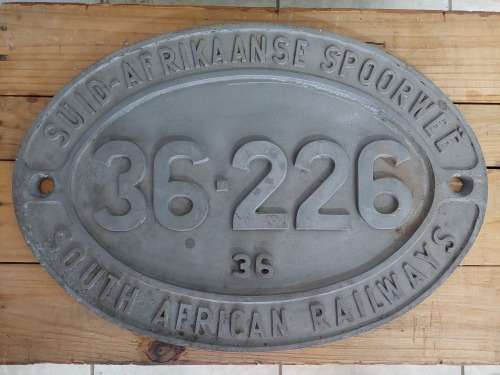 SUID-AFRIKAANSE SPOORWEË
36-226
36
SOUTH AFRICAN RAILWAYS